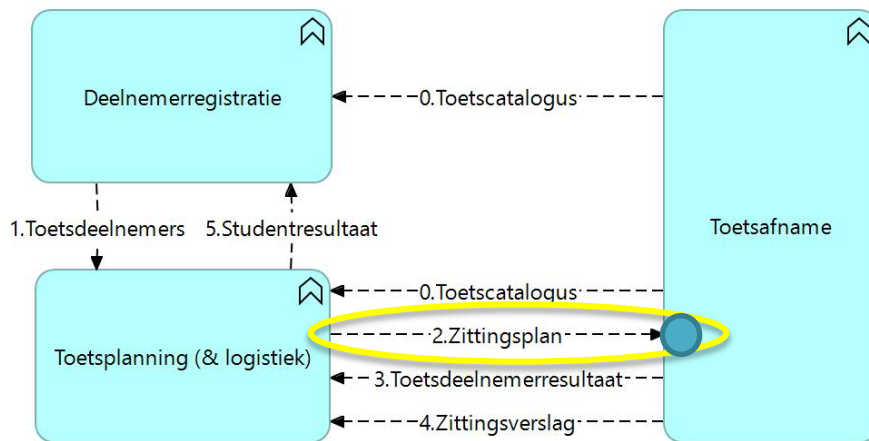 Deelnemerregistratie
0.Toetscatalogus
1.Toetsdeelnemers
5.Studentresultaat
Toetsafname
0.Toetscatalogus
2.Zittingsplan
Toetsplanning (& logistiek)
3.Toetsdeelnemerresultaat
4.Zittingsverslag